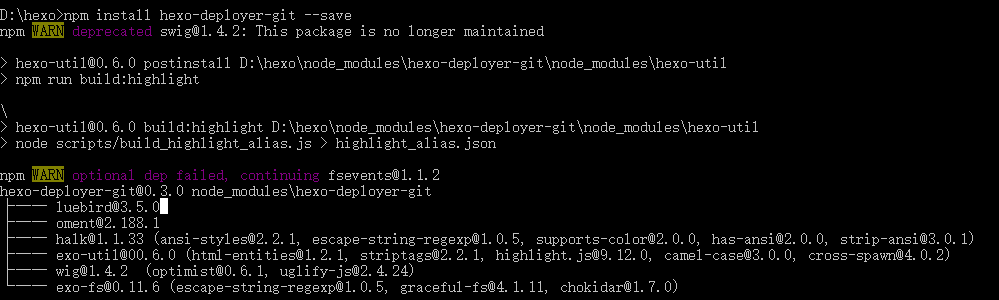 D:\hexo>npm install hexo-deployer-git --save
npm WARN deprecated swig@1.4.2: This package is no longer maintained
> hexo-util@0.6.0 postinstall D:\hexo\node_modules\hexo-deployer-git\node_modules\hexo-util
> npm run build:highlight
\
> hexo-util@0.6.0 build:highlight D:\hexo\node_modules\hexo-deployer-git\node_modules\hexo-util
> node scripts/build_highlight_alias.js > highlight_alias.json
npm WARN optional dep failed, continuing fsevents@1.1.2
hexo-deployer-git@0.3.0 node_modules\hexo-deployer-git
├── luebird@3.5.0
├── oment@2.188.1
├── halk@1.1.33 (ansi-styles@2.2.1, escape-string-regexp@1.0.5, supports-color@2.0.0, has-ansi@2.0.0, strip-ansi@3.0.1)
├── exo-util@00.6.0 (html-entities@1.2.1, striptags@2.2.1, highlight.js@9.12.0, camel-case@3.0.0, cross-spawn@4.0.2)
├── wig@1.4.2  (optimist@0.6.1, uglify-js@2.4.24)
└── exo-fs@0.11.6 (escape-string-regexp@1.0.5, graceful-fs@4.1.11, chokidar@1.7.0)